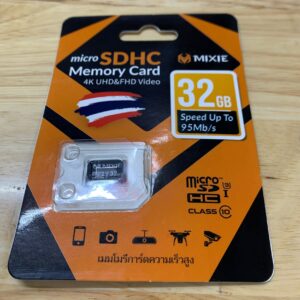 micro SDHC
Memory Card
4K UHD&FHD Video
MIXIE
32GB
Speed Up To
95Mb/s
micro
SD
HC
U3
I
CLASS 10
เมมโมรีการ์ดความเร็วสูง